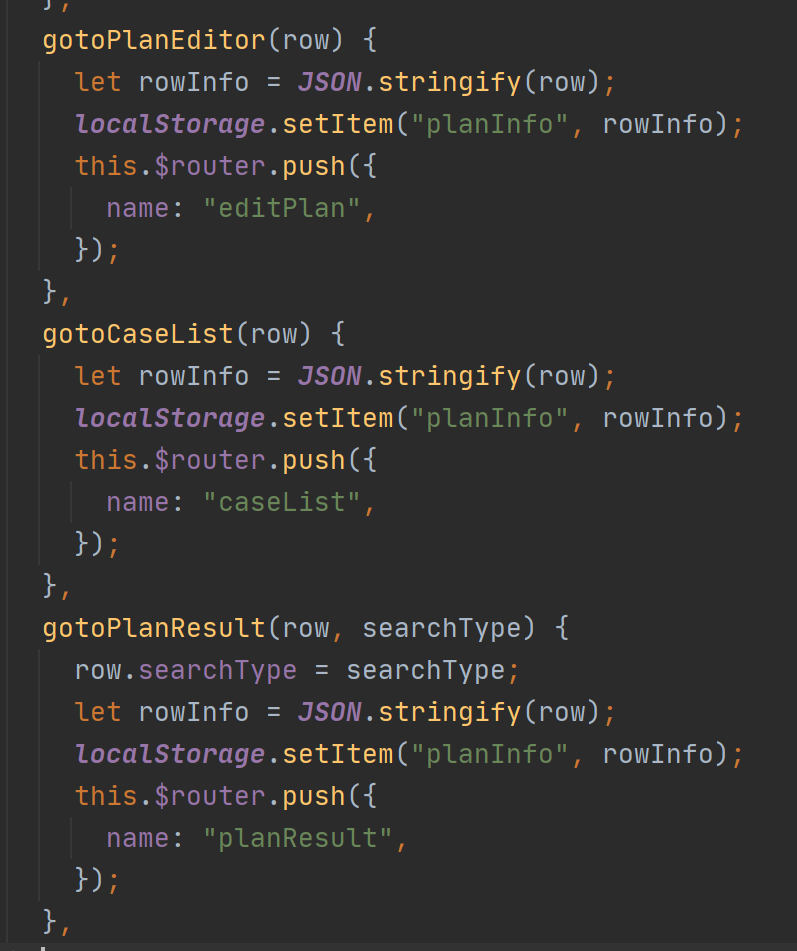 },
gotoPlanEditor(row) {
let rowInfo = JSON.stringify(row);
localStorage.setItem("planInfo", rowInfo);
this.$router.push({
name: "editPlan",
});
},
gotoCaseList(row) {
let rowInfo = JSON.stringify(row);
localStorage.setItem("planInfo", rowInfo);
this.$router.push({
name: "caseList",
});
},
gotoPlanResult(row, searchType) {
row.searchType = searchType;
let rowInfo = JSON.stringify(row);
localStorage.setItem("planInfo", rowInfo);
this.$router.push({
name: "planResult",
});
},